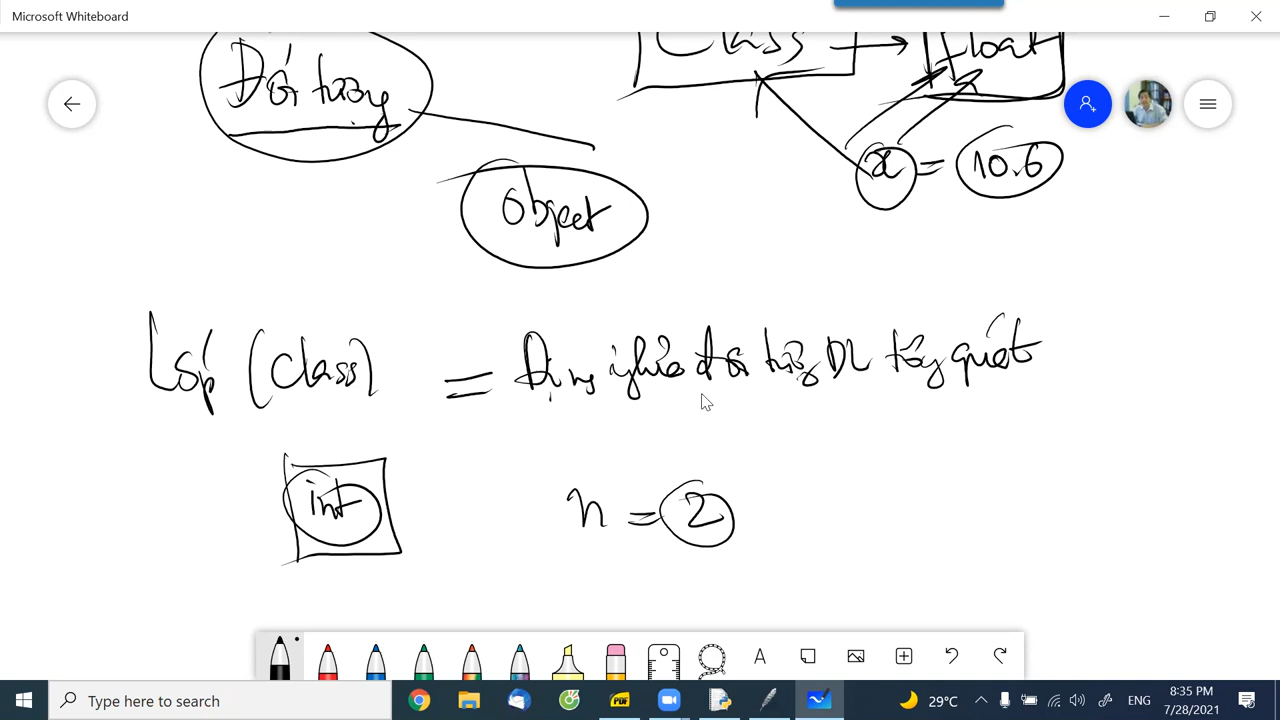 Microsoft Whiteboard
Class → float
Đối tượng
x = 10.6
Object
Lớp (class) = Định nghĩa đối tượng DL tổng quát
int
n = 2
A
Type here to search
PDF
29°C
ENG
8:35 PM
7/28/2021